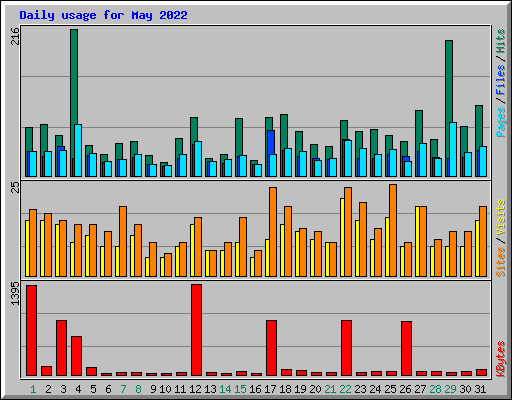 Daily usage for May 2022
216
Pages / Files / Hits
25
Sites / Visits
1395
KBytes
1 2 3 4 5 6 7 8 9 10 11 12 13 14 15 16 17 18 19 20 21 22 23 24 25 26 27 28 29 30 31